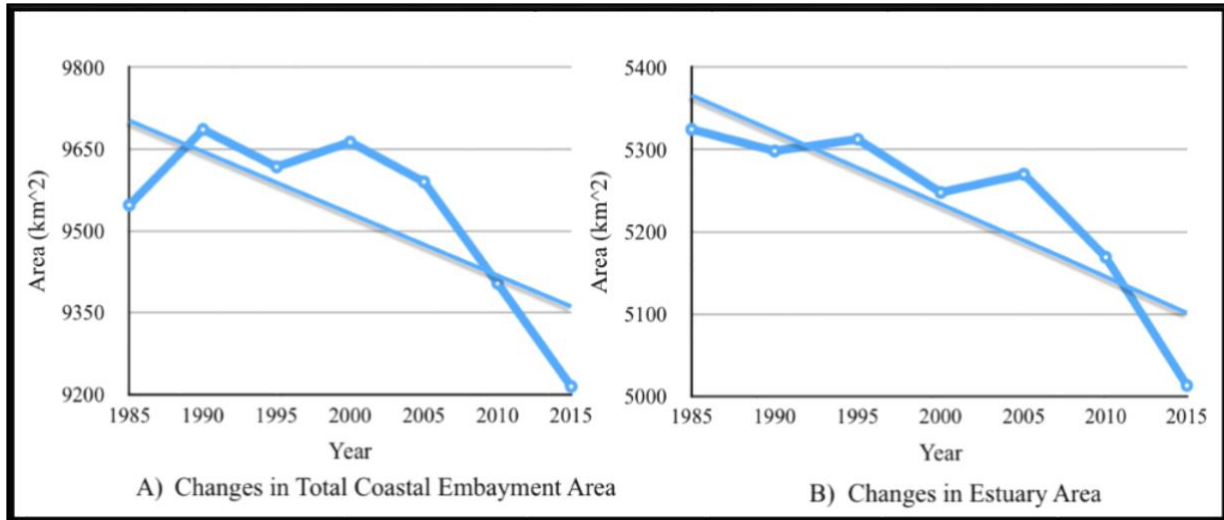 9800
9650
9500
9350
9200
Area (km^2)
1985 1990 1995 2000 2005 2010 2015
Year
A) Changes in Total Coastal Embayment Area
5400
5300
5200
5100
5000
Area (km^2)
1985 1990 1995 2000 2005 2010 2015
Year
B) Changes in Estuary Area